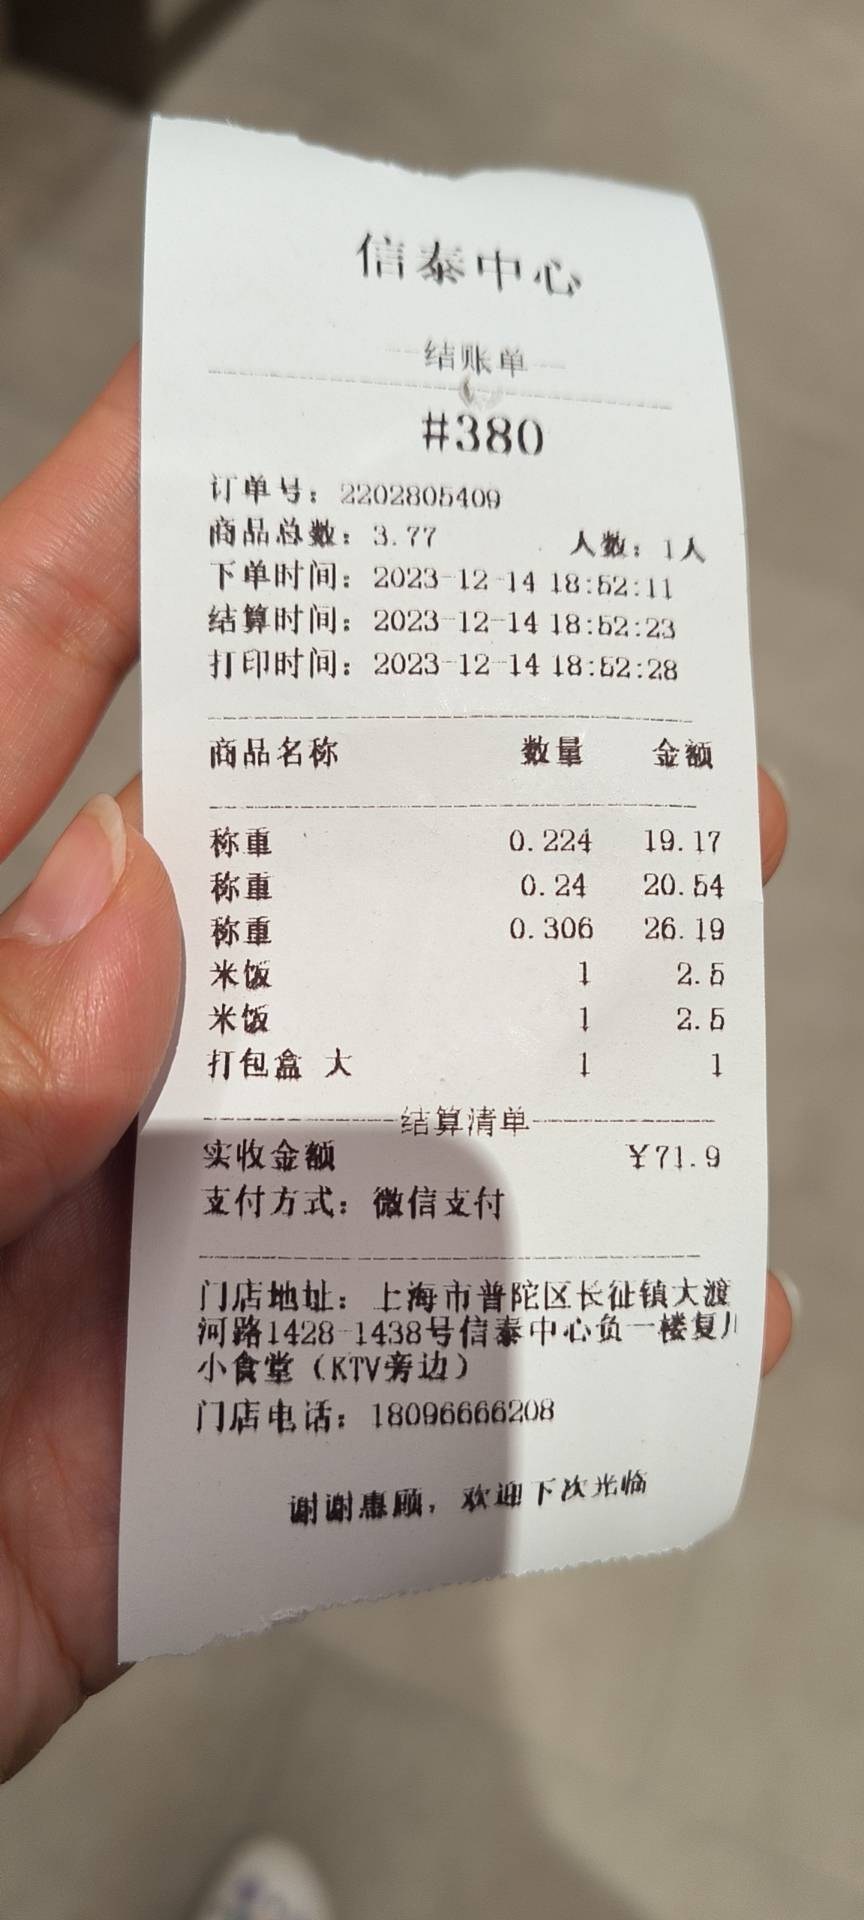 信泰中心
结账单
#380
订单号：2202805409
商品总数：3.77 人数：1人
下单时间：2023-12-14 18:52:11
结算时间：2023-12-14 18:52:23
打印时间：2023-12-14 18:52:28
商品名称 数量 金额
称重 0.224 19.17
称重 0.24 20.54
称重 0.306 26.19
米饭 1 2.5
米饭 1 2.5
打包盒 大 1 1
结算清单
实收金额 ¥71.9
支付方式：微信支付
门店地址：上海市普陀区长征镇大渡
河路1428-1438号信泰中心负一楼复川
小食堂（KTV旁边）
门店电话：18096666208
谢谢惠顾，欢迎下次光临